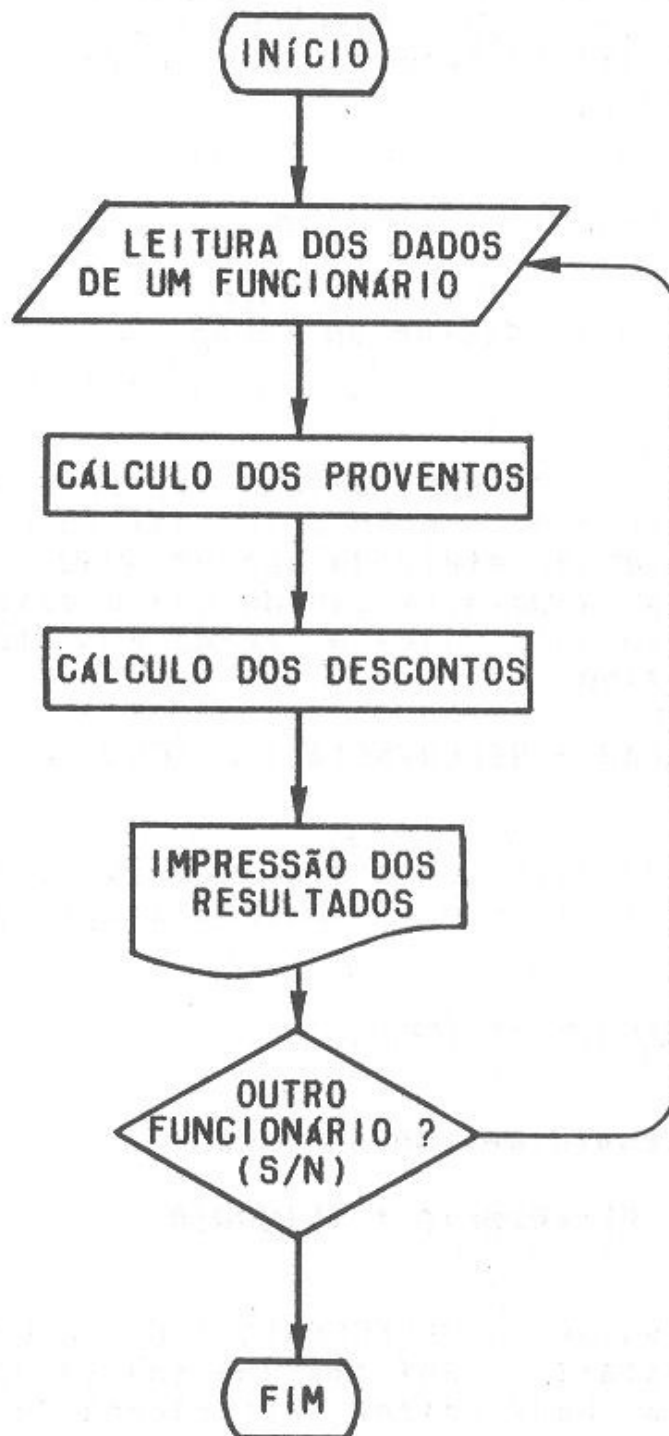 INÍCIO
LEITURA DOS DADOS
DE UM FUNCIONÁRIO
CÁLCULO DOS PROVENTOS
CÁLCULO DOS DESCONTOS
IMPRESSÃO DOS
RESULTADOS
OUTRO
FUNCIONÁRIO ?
(S/N)
FIM